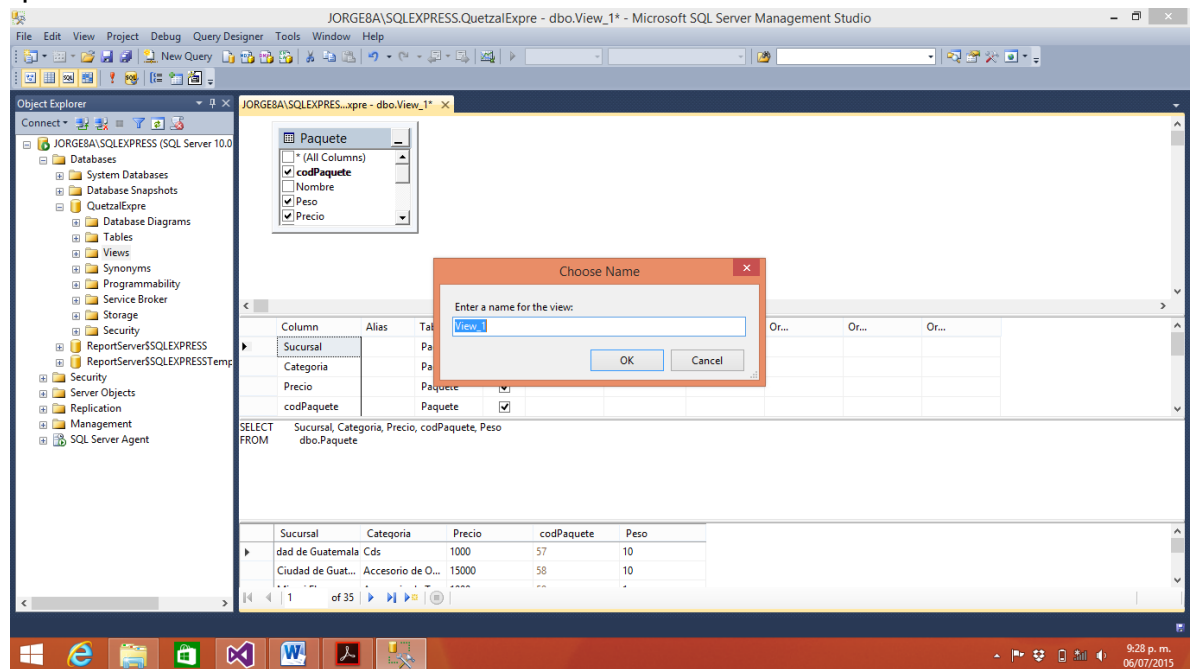 JORGE8A\SQLEXPRESS.QuetzalExpre - dbo.View_1* - Microsoft SQL Server Management Studio
File Edit View Project Debug Query Designer Tools Window Help
New Query
Object Explorer
JORGE8A\SQLEXPRES...xpre - dbo.View_1*
Connect
JORGE8A\SQLEXPRESS (SQL Server 10.0
Databases
System Databases
Database Snapshots
QuetzalExpre
Database Diagrams
Tables
Views
Synonyms
Programmability
Service Broker
Storage
Security
ReportServer$SQLEXPRESS
ReportServer$SQLEXPRESSTemp
Security
Server Objects
Replication
Management
SQL Server Agent
Paquete
* (All Columns)
codPaquete
Nombre
Peso
Precio
Choose Name
Enter a name for the view:
View_1
OK Cancel
Column Alias Tab Or... Or... Or...
Sucursal Pa
Categoria Pa
Precio Paquete
codPaquete Paquete
SELECT Sucursal, Categoria, Precio, codPaquete, Peso
FROM dbo.Paquete
Sucursal Categoria Precio codPaquete Peso
dad de Guatemala Cds 1000 57 10
Ciudad de Guat... Accesorio de O... 15000 58 10
1 of 35
9:28 p. m.
06/07/2015